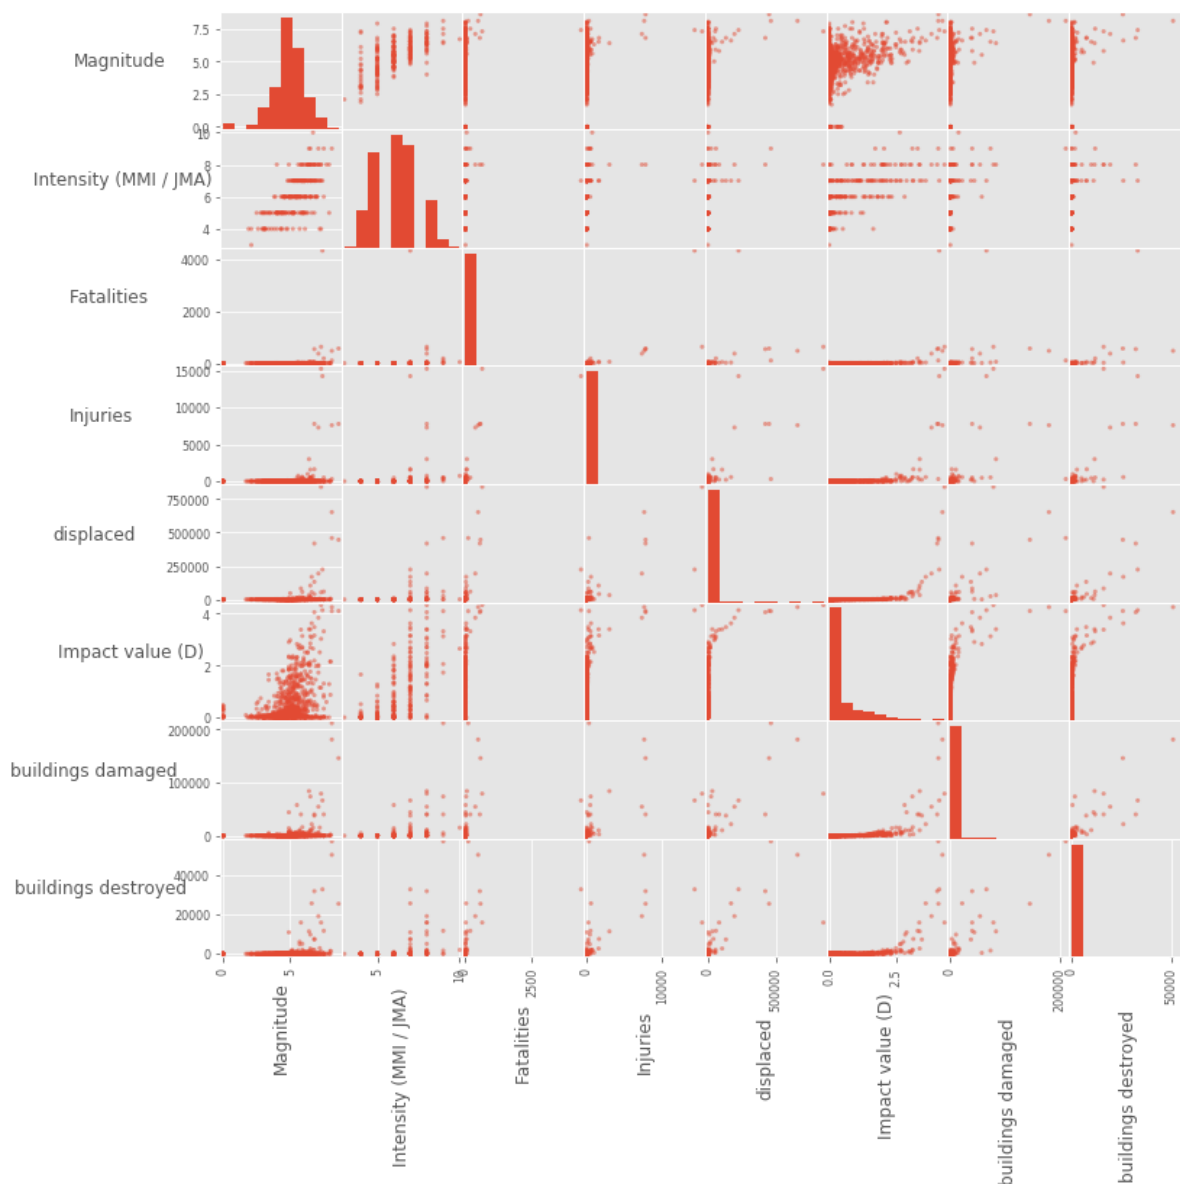 7.5
Magnitude
5.0
2.5
0.0
10
8
Intensity (MMI / JMA)
6
4
4000
Fatalities
2000
0
15000
Injuries
10000
5000
0
750000
displaced
500000
250000
0
4
Impact value (D)
2
0
200000
buildings damaged
100000
0
40000
buildings destroyed
20000
0
0 5 5 10 0 2500 0 10000 0 500000 0.0 2.5 0 200000 0 50000
Magnitude Intensity (MMI / JMA) Fatalities Injuries displaced Impact value (D) buildings damaged buildings destroyed